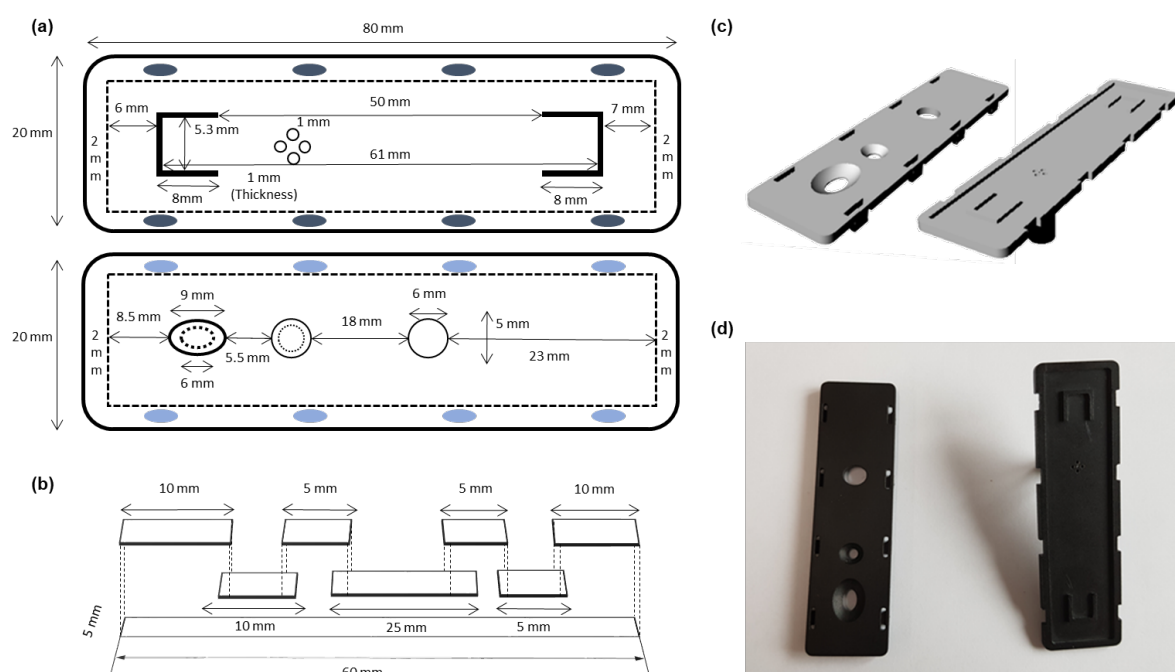 (a)
80 mm
20 mm
2 m m
6 mm
50 mm
7 mm
2 m m
5.3 mm
1 mm
61 mm
8mm
1 mm
(Thickness)
8 mm
20 mm
2 m m
8.5 mm
9 mm
6 mm
5.5 mm
18 mm
6 mm
5 mm
23 mm
2 m m
(b)
10 mm
5 mm
5 mm
10 mm
5 mm
10 mm
25 mm
5 mm
60 mm
(c)
(d)